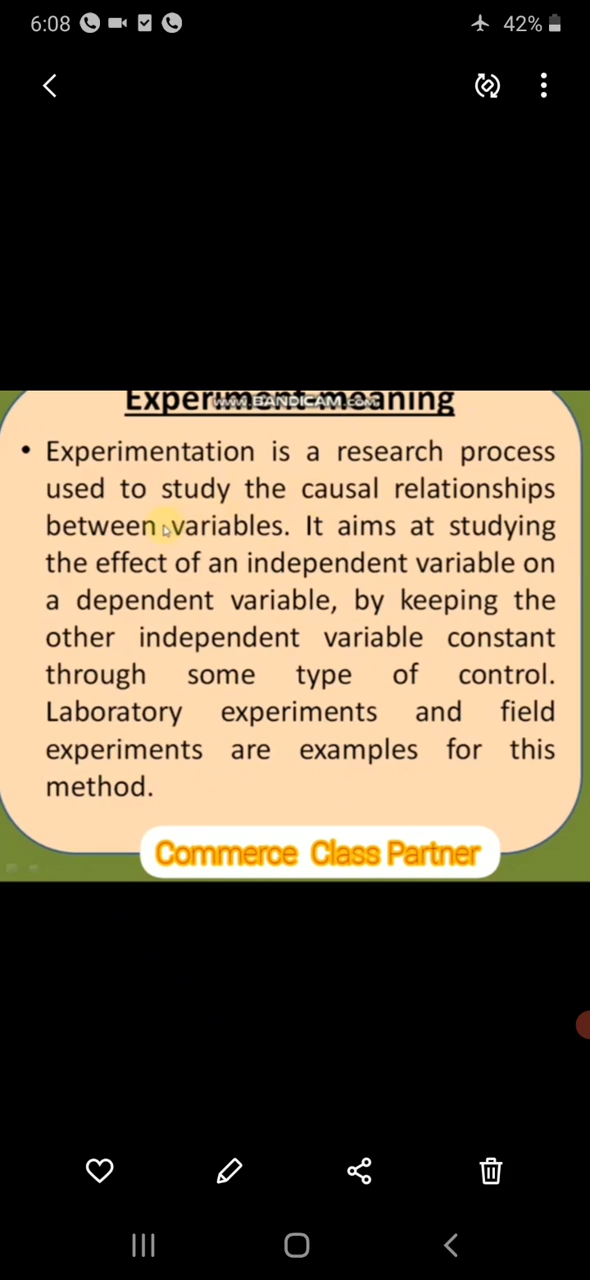 6:08
42%
Experiment meaning
www.BANDICAM.com
• Experimentation is a research process
used to study the causal relationships
between variables. It aims at studying
the effect of an independent variable on
a dependent variable, by keeping the
other independent variable constant
through some type of control.
Laboratory experiments and field
experiments are examples for this
method.
Commerce Class Partner